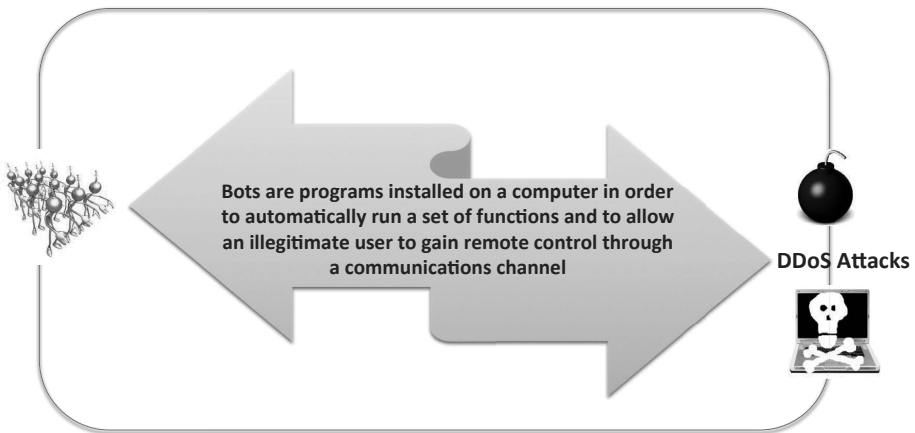 Bots are programs installed on a computer in order
to automatically run a set of functions and to allow
an illegitimate user to gain remote control through
a communications channel
DDoS Attacks